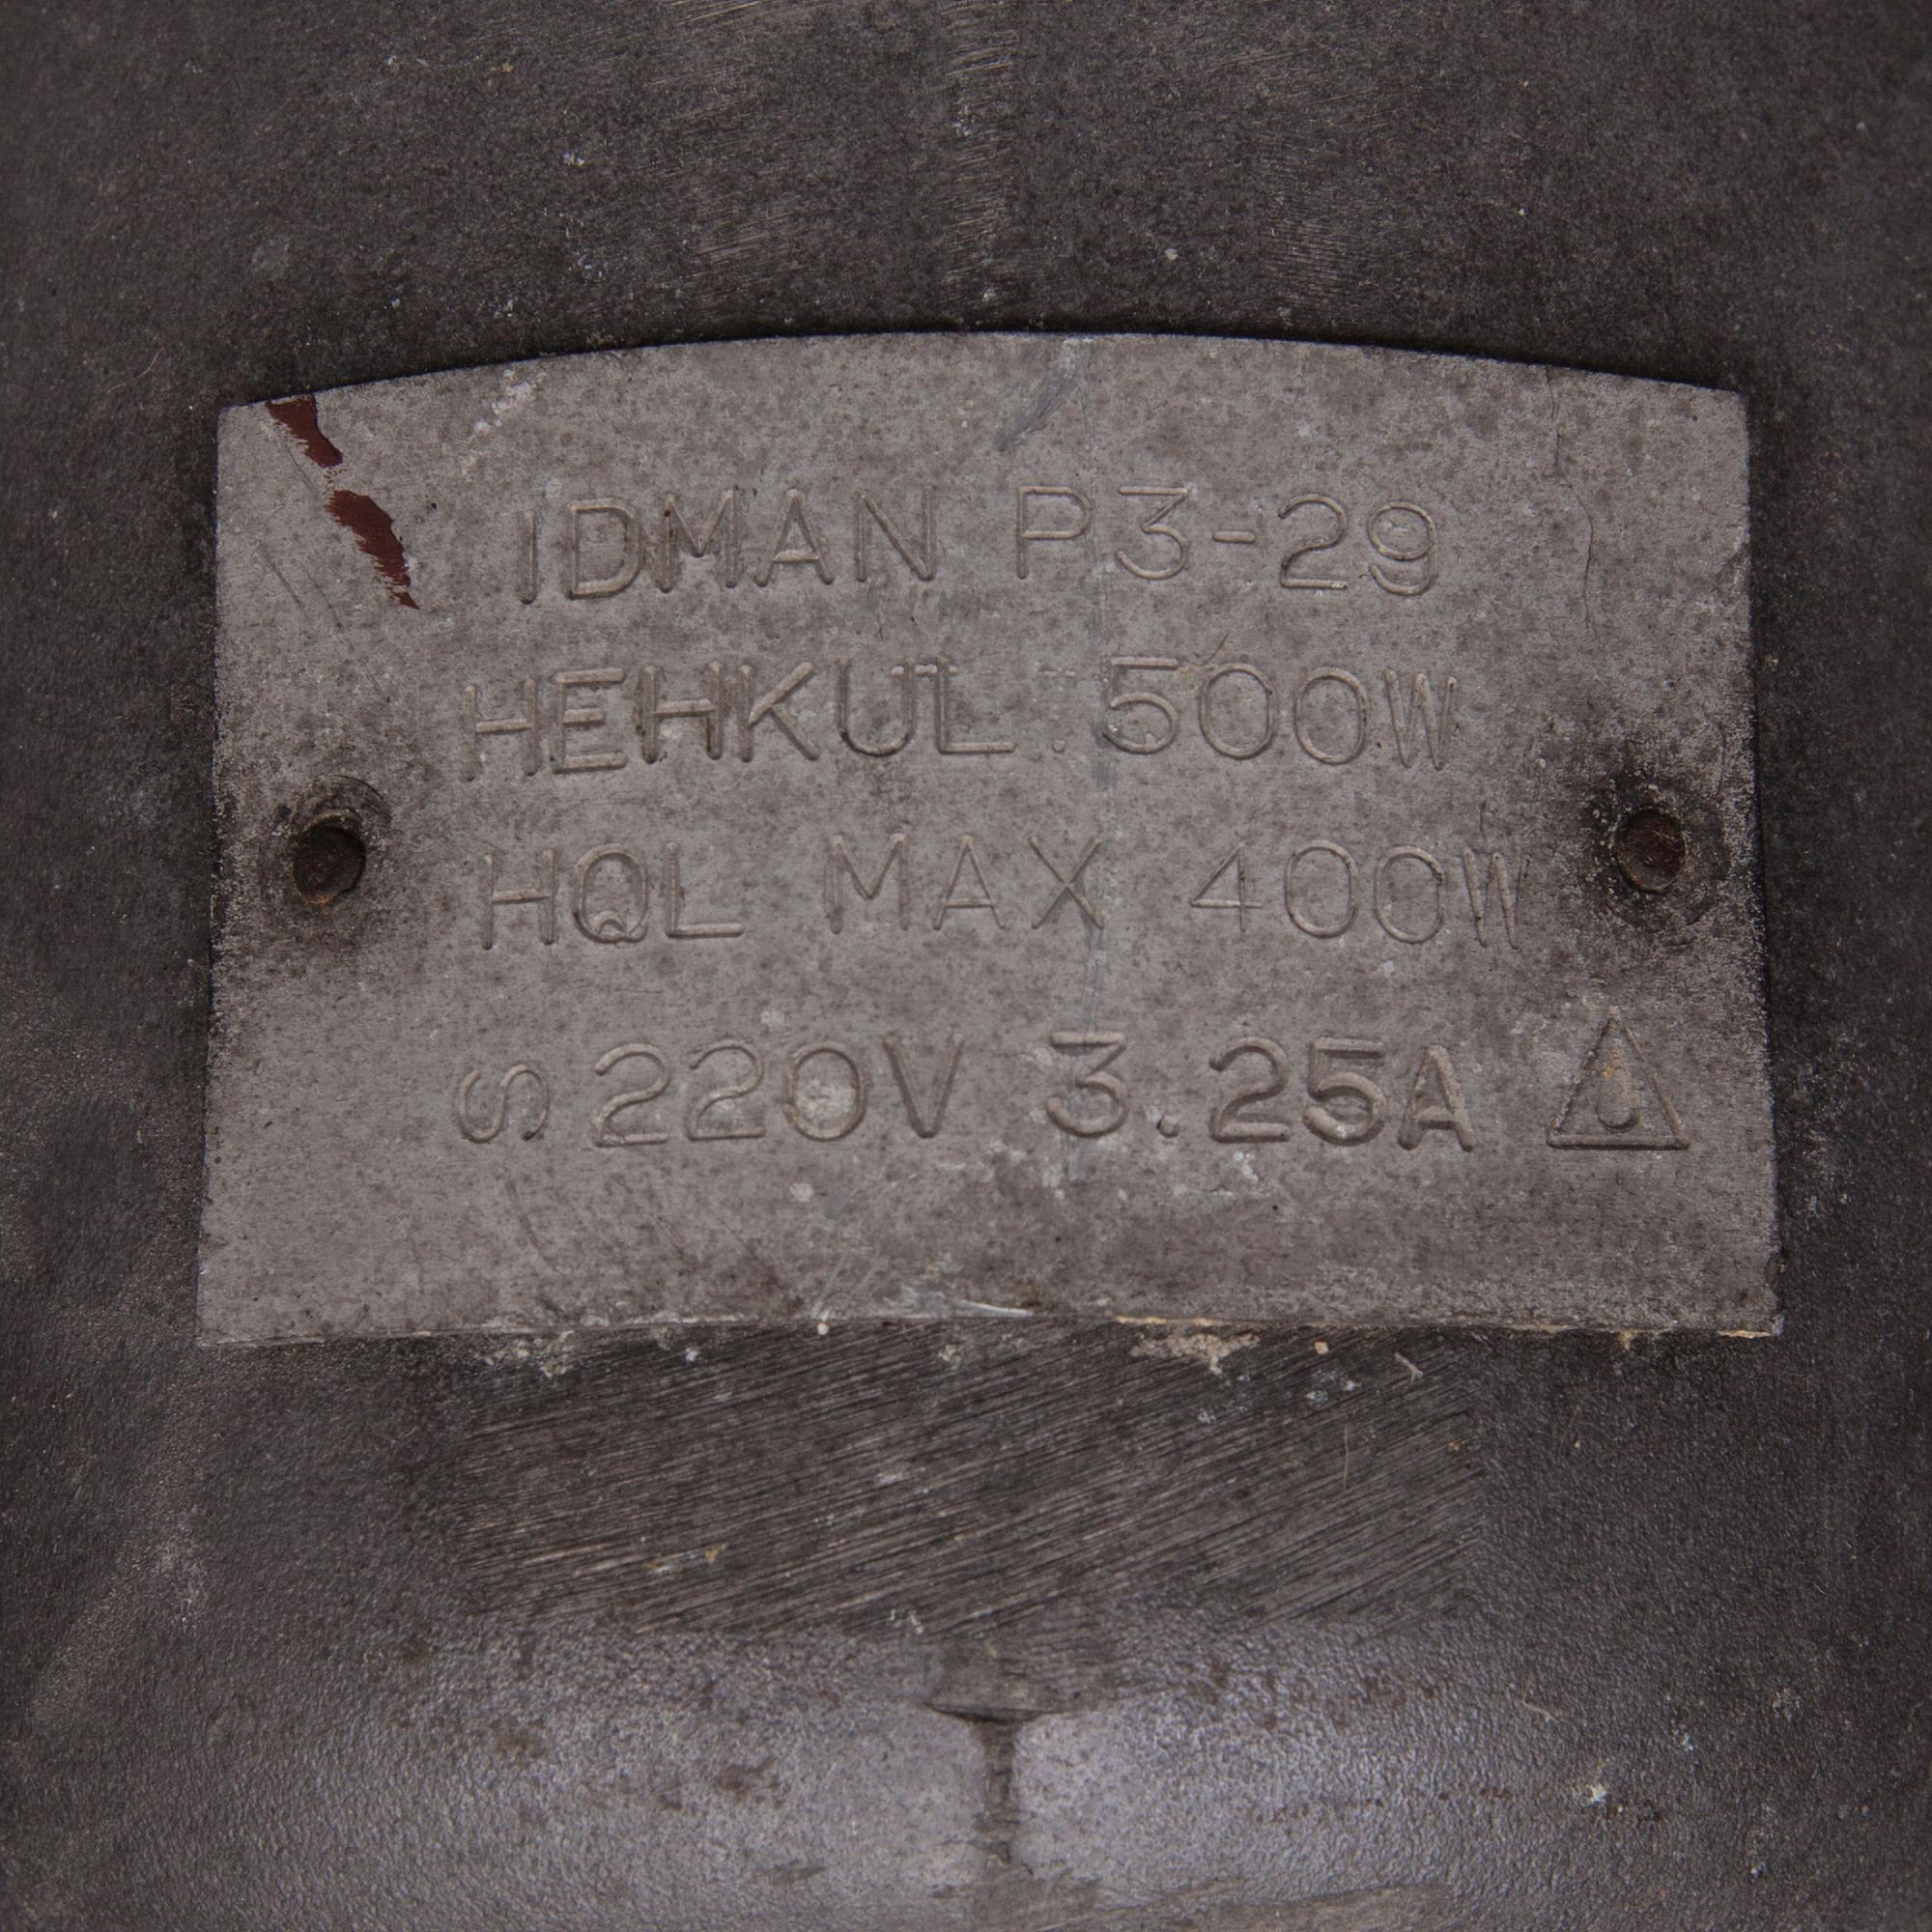 IDMAN P3-29
HEHKUL. 500W
HQL MAX 400W
S 220V 3.25A